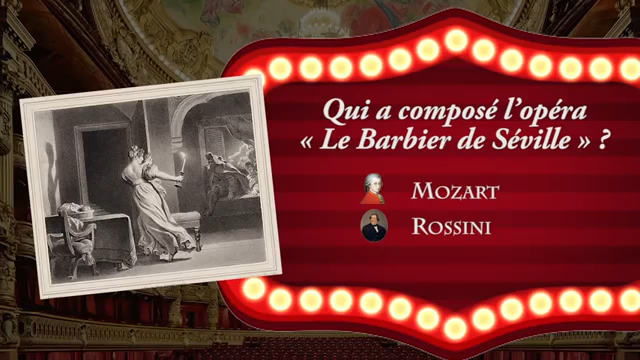 Qui a composé l’opéra
« Le Barbier de Séville » ?
Mozart
Rossini